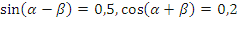 sin(α − β) = 0,5, cos(α + β) = 0,2